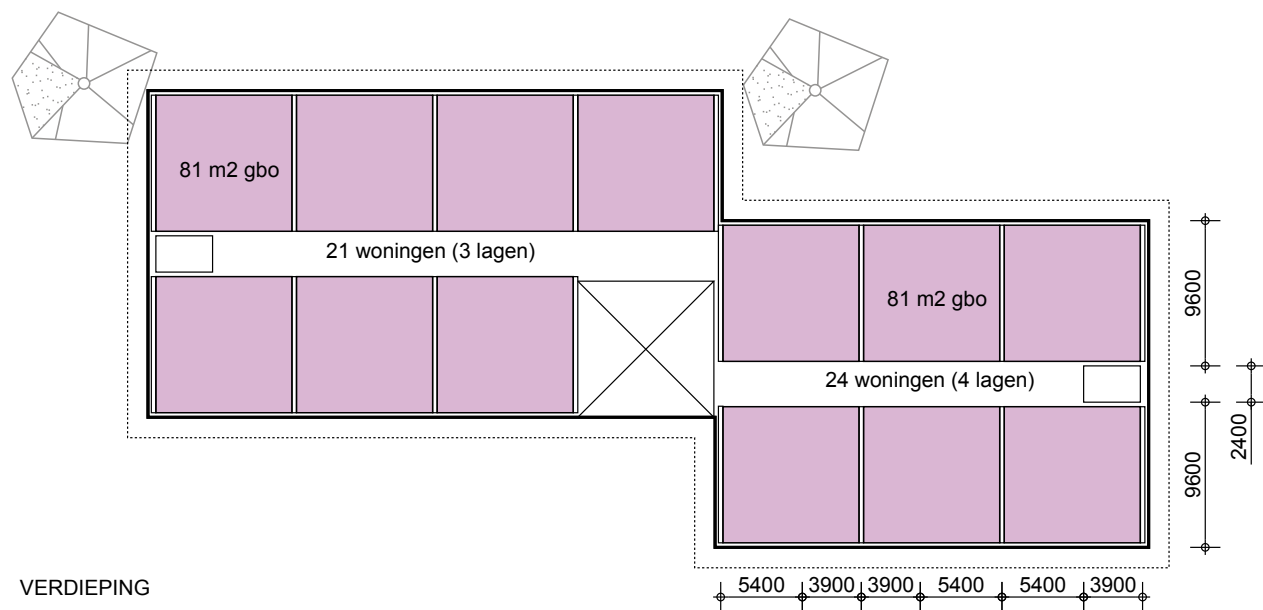 81 m2 gbo
21 woningen (3 lagen)
81 m2 gbo
24 woningen (4 lagen)
9600
2400
9600
5400 3900 3900 5400 5400 3900
VERDIEPING